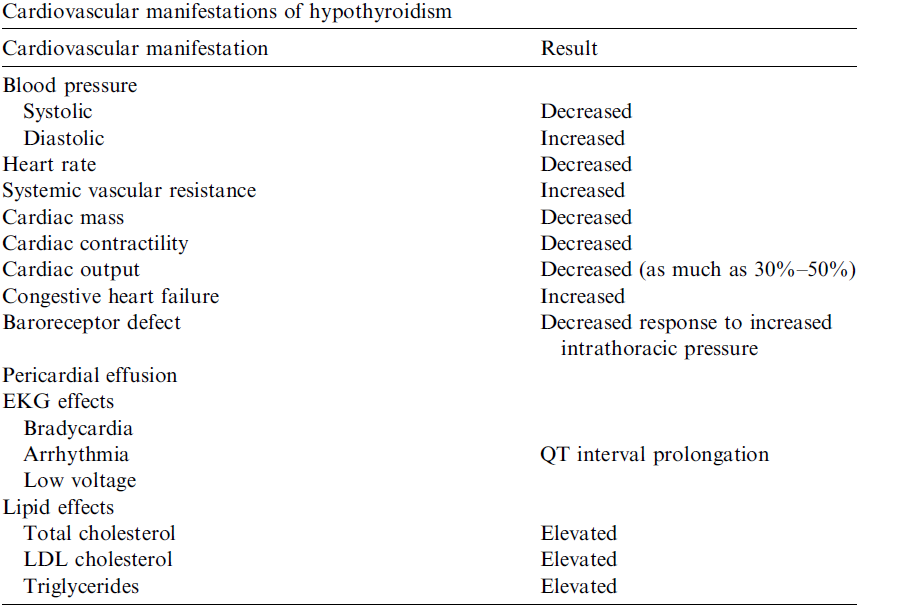 Cardiovascular manifestations of hypothyroidism
Cardiovascular manifestation Result
Blood pressure
Systolic Decreased
Diastolic Increased
Heart rate Decreased
Systemic vascular resistance Increased
Cardiac mass Decreased
Cardiac contractility Decreased
Cardiac output Decreased (as much as 30%–50%)
Congestive heart failure Increased
Baroreceptor defect Decreased response to increased
intrathoracic pressure
Pericardial effusion
EKG effects
Bradycardia
Arrhythmia QT interval prolongation
Low voltage
Lipid effects
Total cholesterol Elevated
LDL cholesterol Elevated
Triglycerides Elevated